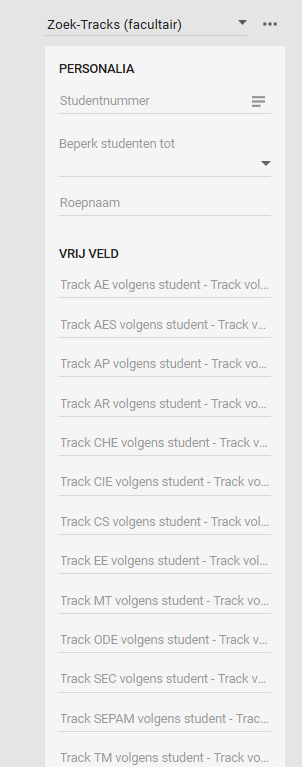 Zoek-Tracks (facultair)
PERSONALIA
Studentnummer
Beperk studenten tot
Roepnaam
VRIJ VELD
Track AE volgens student - Track vol...
Track AES volgens student - Track v...
Track AP volgens student - Track vo...
Track AR volgens student - Track vo...
Track CHE volgens student - Track v...
Track CIE volgens student - Track vo...
Track CS volgens student - Track vo...
Track EE volgens student - Track vol...
Track MT volgens student - Track vo...
Track ODE volgens student - Track v...
Track SEC volgens student - Track v...
Track SEPAM volgens student - Trac...
Track TM volgens student - Track vo...